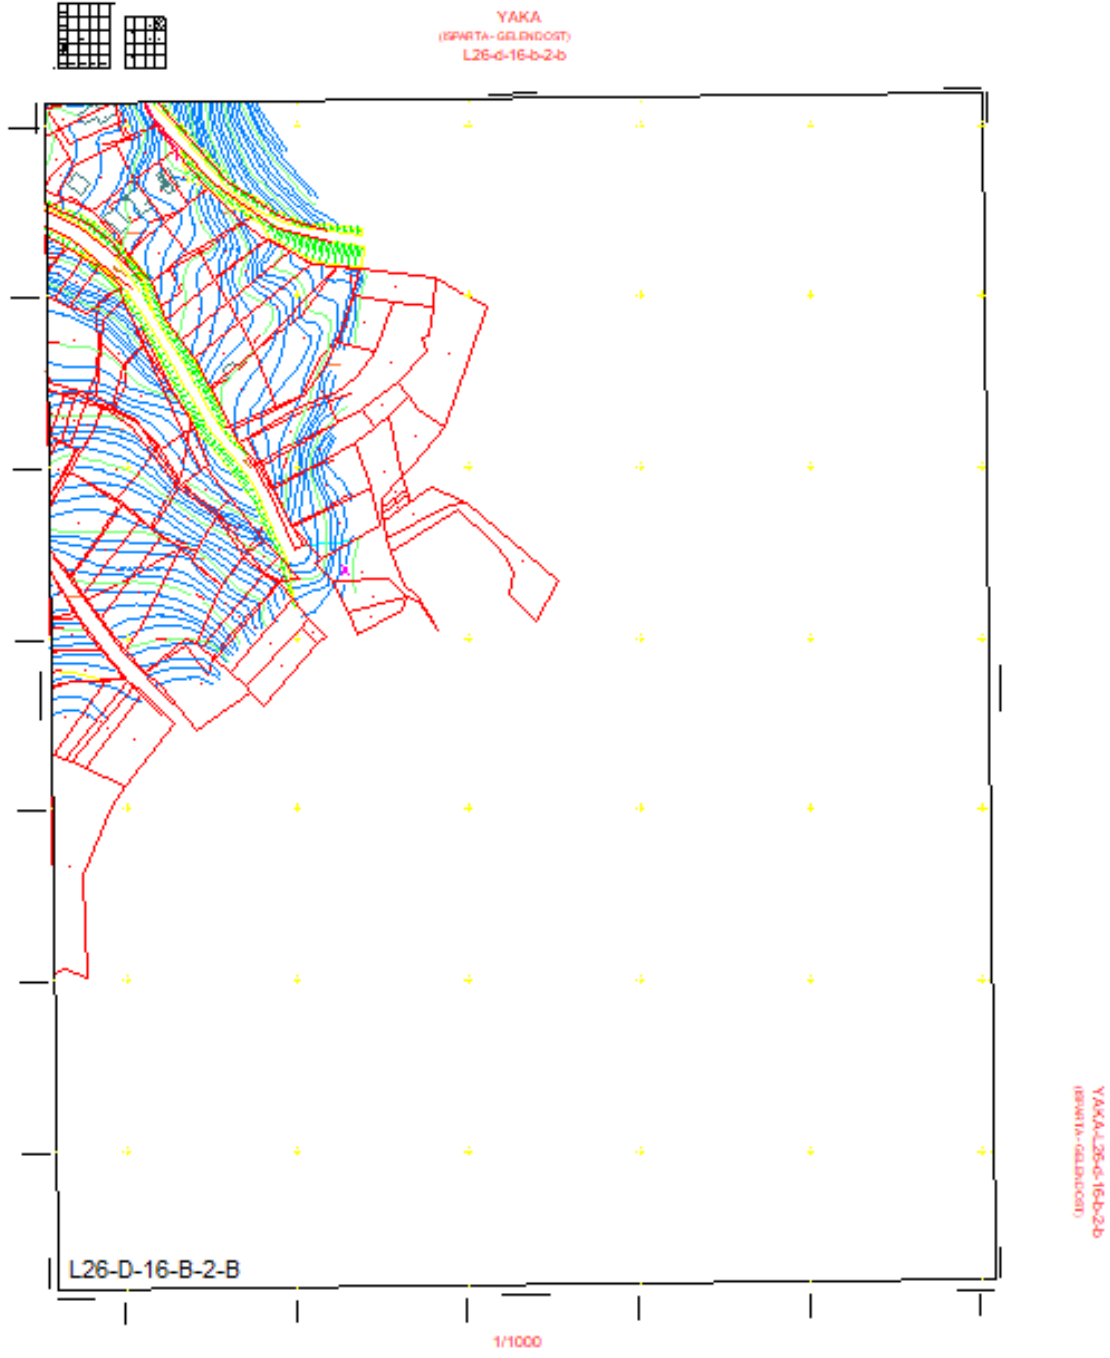 YAKA
(ISPARTA-GELENDOST)
L26-d-16-b-2-b
YAKA-L26-d-16-b-2-b
(ISPARTA-GELENDOST)
L26-D-16-B-2-B
1/1000